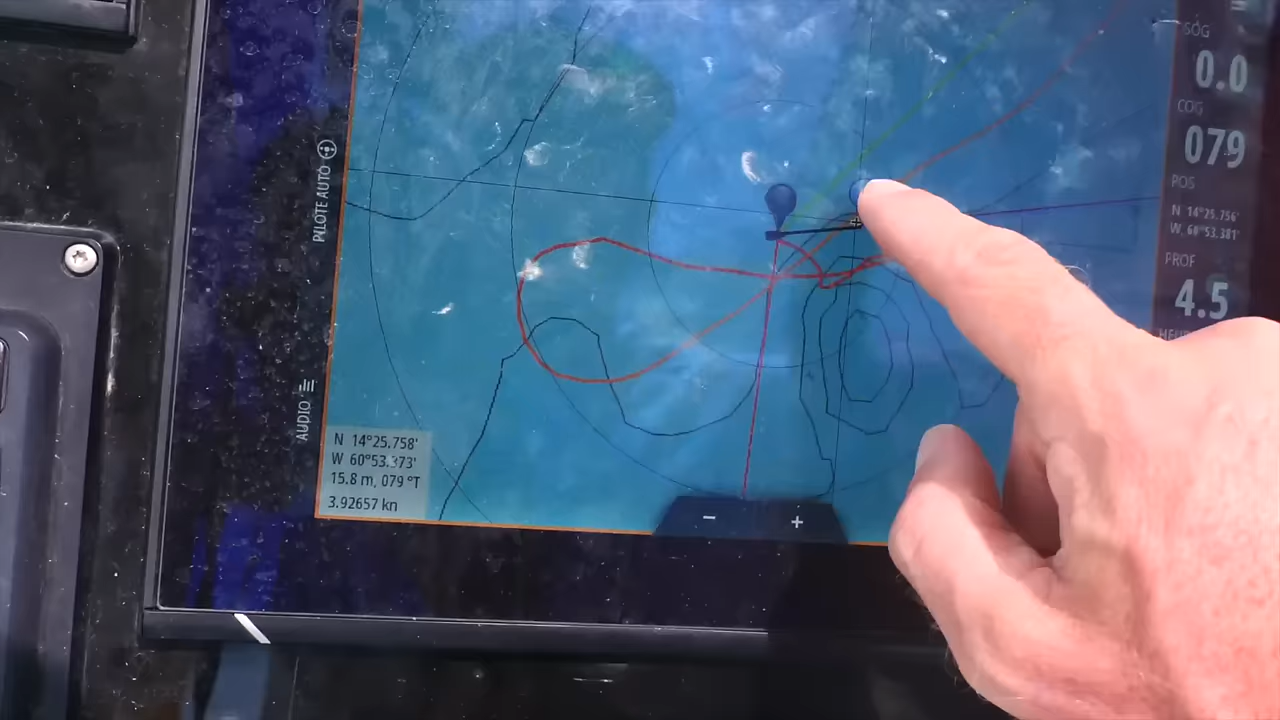 PILOTE AUTO
AUDIO
N 14°25.758'
W 60°53.373'
15.8 m, 079 °T
3.92657 kn
−
+
SOG
0.0
COG
079
POS
N 14°25.756'
W 60°53.381'
PROF
4.5